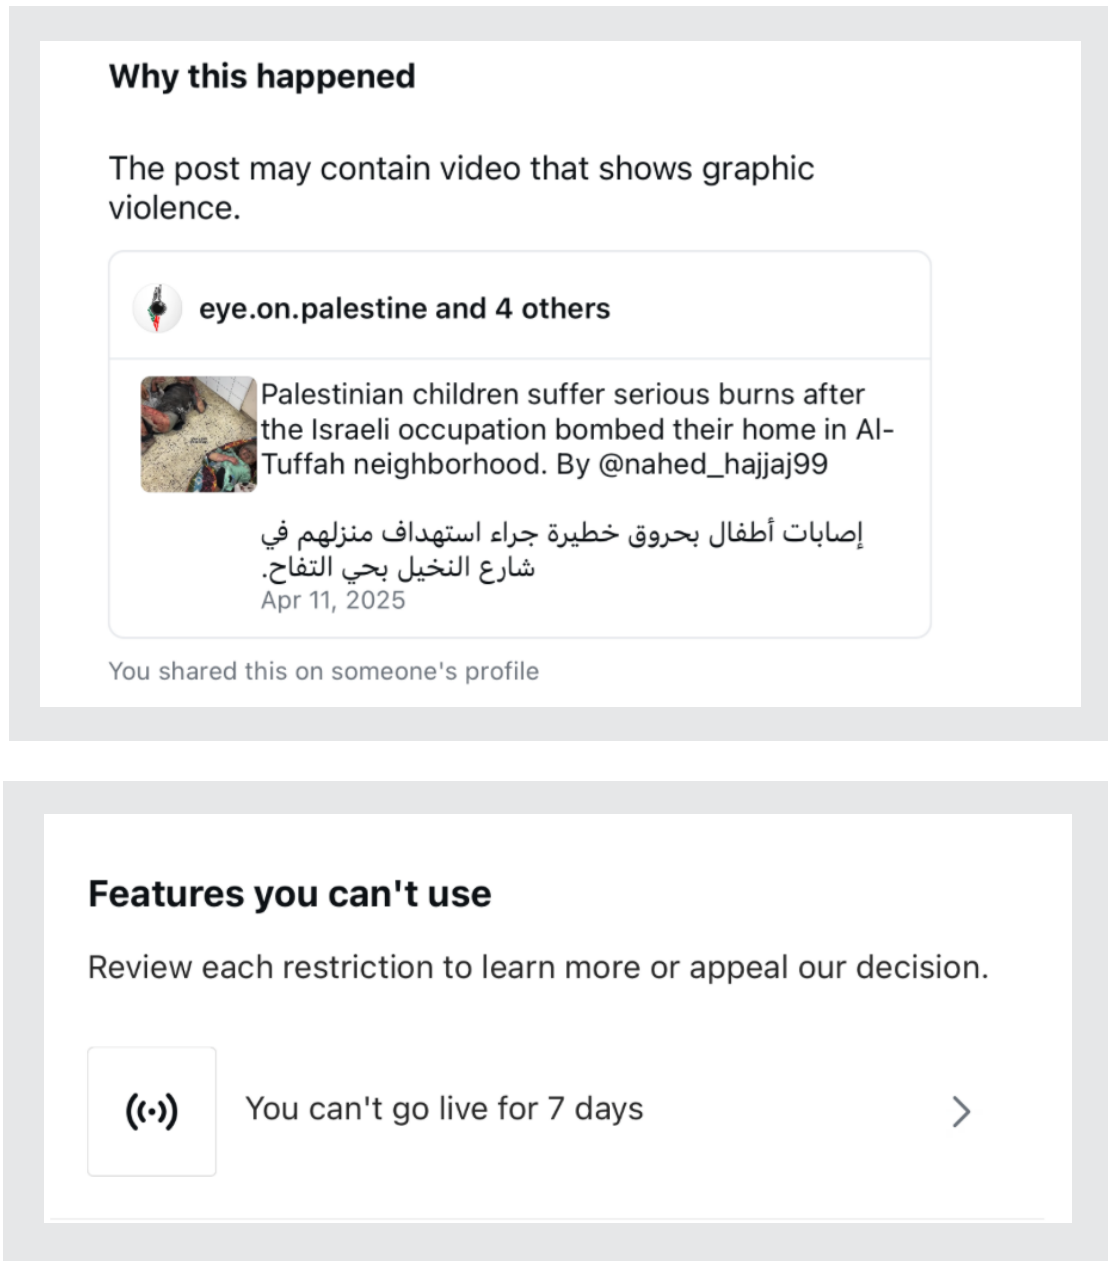 Why this happened
The post may contain video that shows graphic
violence.
eye.on.palestine and 4 others
Palestinian children suffer serious burns after
the Israeli occupation bombed their home in Al-
Tuffah neighborhood. By @nahed_hajjaj99
إصابات أطفال بحروق خطيرة جراء استهداف منزلهم في
شارع النخيل بحي التفاح.
Apr 11, 2025
You shared this on someone's profile
Features you can't use
Review each restriction to learn more or appeal our decision.
You can't go live for 7 days